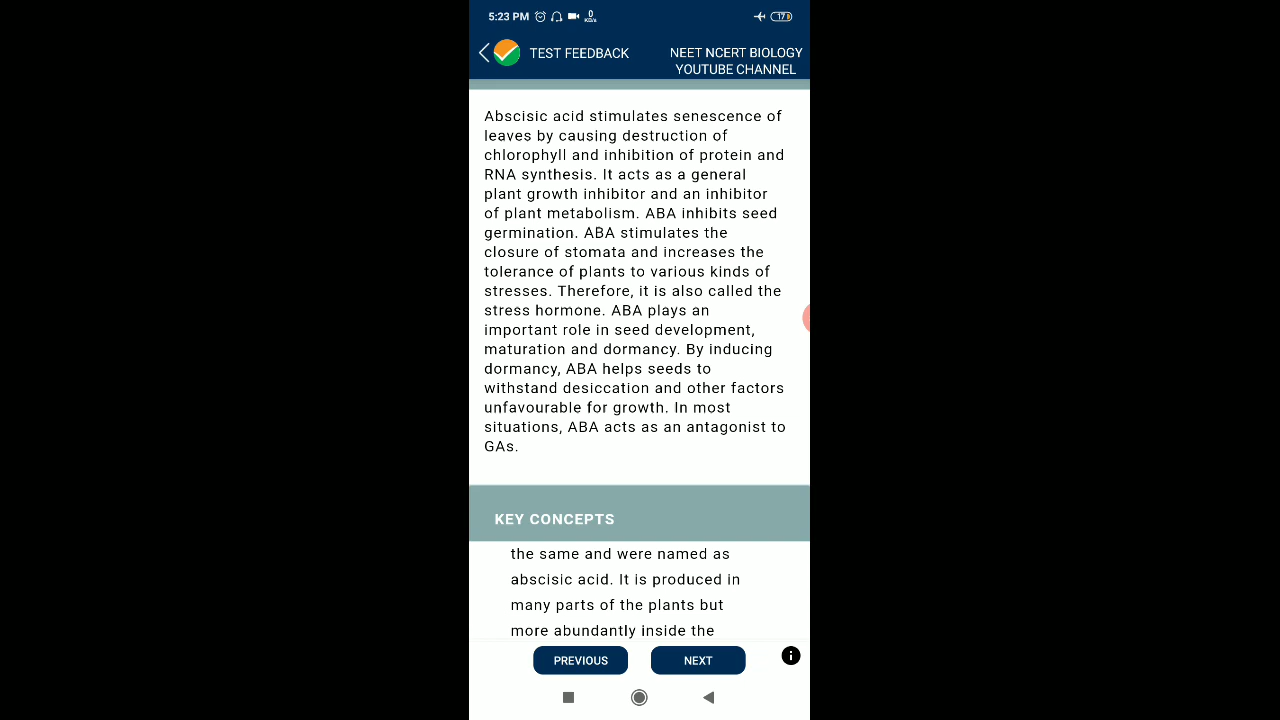 5:23 PM 0 KB/s 17
TEST FEEDBACK
NEET NCERT BIOLOGY
YOUTUBE CHANNEL
Abscisic acid stimulates senescence of
leaves by causing destruction of
chlorophyll and inhibition of protein and
RNA synthesis. It acts as a general
plant growth inhibitor and an inhibitor
of plant metabolism. ABA inhibits seed
germination. ABA stimulates the
closure of stomata and increases the
tolerance of plants to various kinds of
stresses. Therefore, it is also called the
stress hormone. ABA plays an
important role in seed development,
maturation and dormancy. By inducing
dormancy, ABA helps seeds to
withstand desiccation and other factors
unfavourable for growth. In most
situations, ABA acts as an antagonist to
GAs.
KEY CONCEPTS
the same and were named as
abscisic acid. It is produced in
many parts of the plants but
more abundantly inside the
PREVIOUS
NEXT